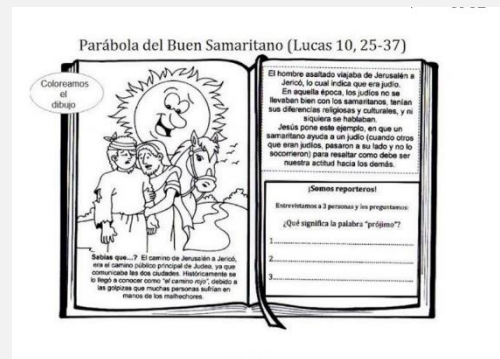 Parábola del Buen Samaritano (Lucas 10, 25-37)
Coloreamos
el
dibujo
Sabías que...? El camino de Jerusalén a Jericó,
era el camino público principal de Judea, ya que
comunicaba las dos ciudades. Históricamente se
lo llegó a conocer como "el camino rojo", debido a
las golpizas que muchas personas sufrían en
manos de los malhechores.
El hombre asaltado viajaba de Jerusalén a
Jericó, lo cual indica que era judío.
En aquella época, los judíos no se
llevaban bien con los samaritanos, tenían
sus diferencias religiosas y culturales, y ni
siquiera se hablaban.
Jesús pone este ejemplo, en que un
samaritano ayuda a un judío (cuando otros
que eran judíos, pasaron a su lado y no lo
socorrieron) para resaltar como debe ser
nuestra actitud hacia los demás.
¡Somos reporteros!
Entrevistamos a 3 personas y les preguntamos:
¿Qué significa la palabra "prójimo"?
1
2
3